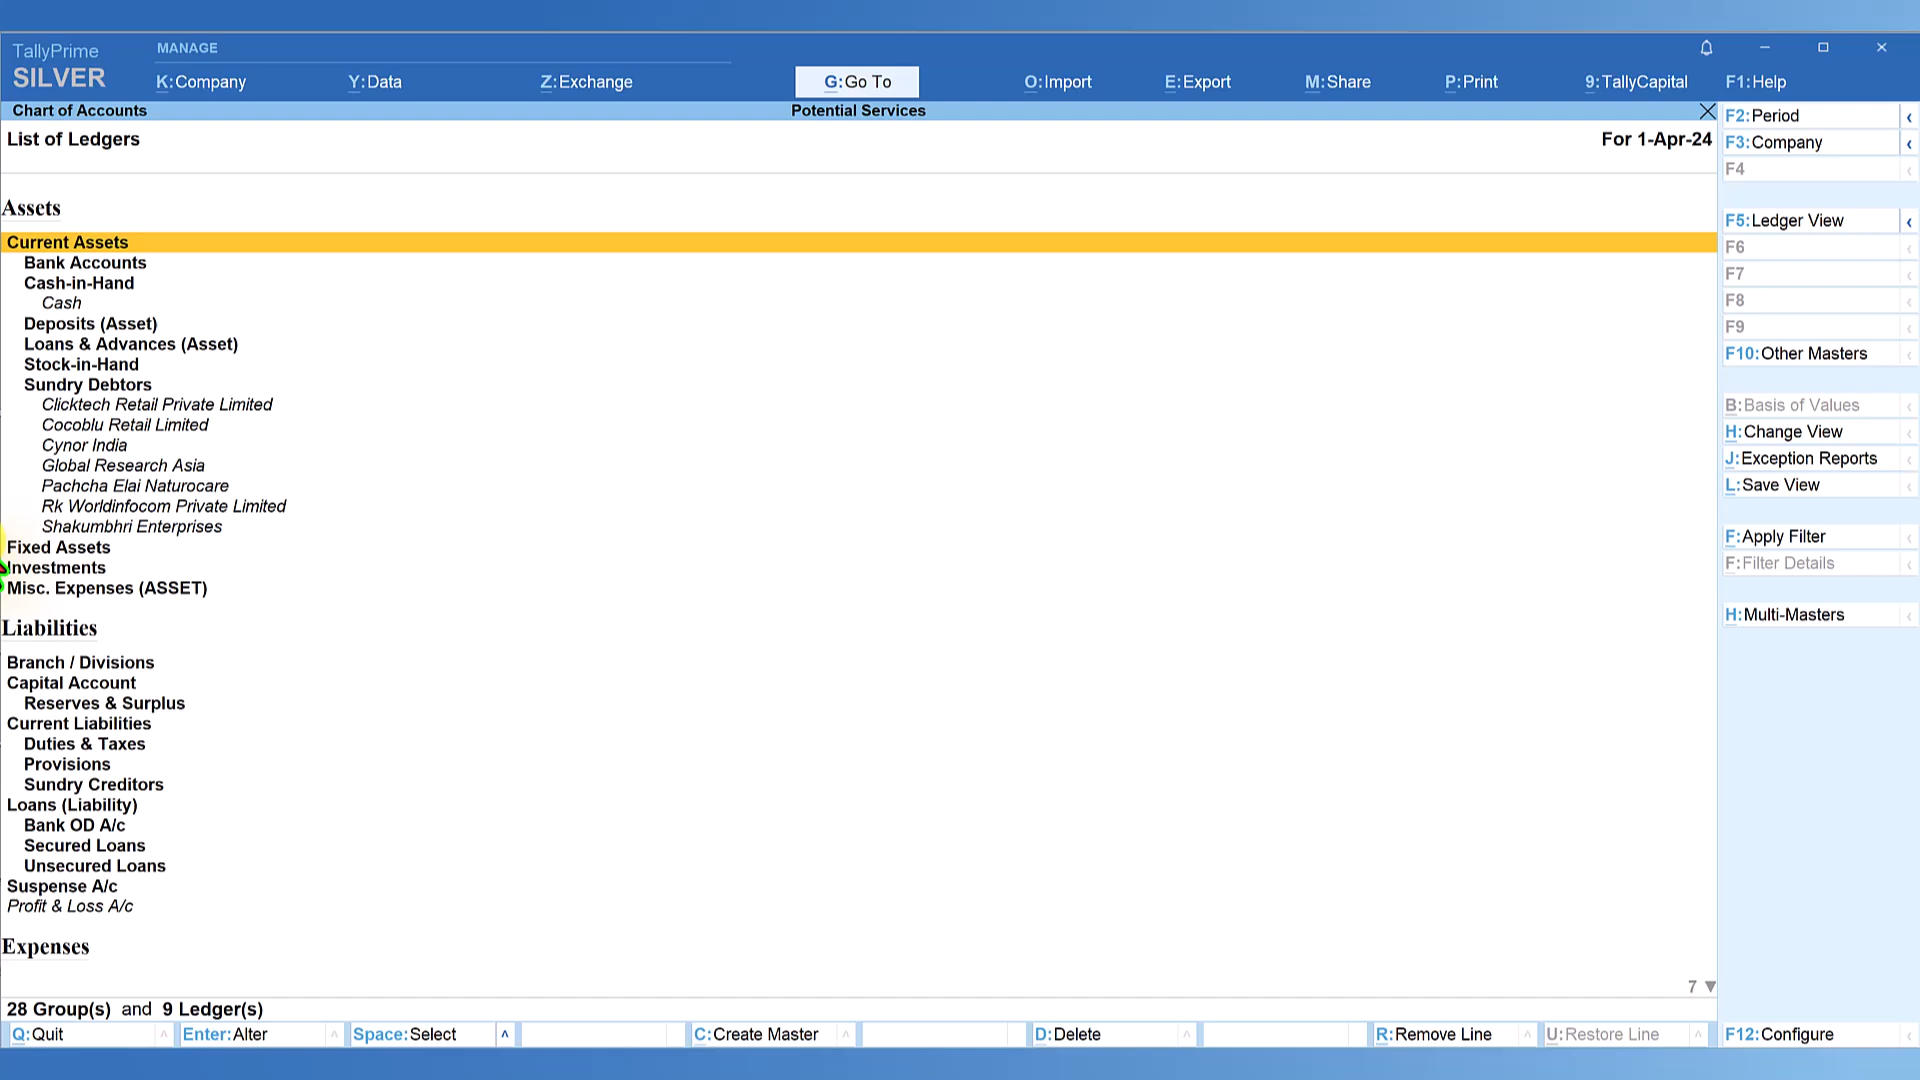 TallyPrime
SILVER
MANAGE
K:Company
Y:Data
Z:Exchange
G:Go To
O:Import
E:Export
M:Share
P:Print
9:TallyCapital
F1:Help
Chart of Accounts
Potential Services
List of Ledgers
For 1-Apr-24
Assets
Current Assets
Bank Accounts
Cash-in-Hand
Cash
Deposits (Asset)
Loans & Advances (Asset)
Stock-in-Hand
Sundry Debtors
Clicktech Retail Private Limited
Cocoblu Retail Limited
Cynor India
Global Research Asia
Pachcha Elai Naturocare
Rk Worldinfocom Private Limited
Shakumbhri Enterprises
Fixed Assets
Investments
Misc. Expenses (ASSET)
Liabilities
Branch / Divisions
Capital Account
Reserves & Surplus
Current Liabilities
Duties & Taxes
Provisions
Sundry Creditors
Loans (Liability)
Bank OD A/c
Secured Loans
Unsecured Loans
Suspense A/c
Profit & Loss A/c
Expenses
7
28 Group(s) and 9 Ledger(s)
Q:Quit
Enter:Alter
Space:Select
C:Create Master
D:Delete
R:Remove Line
U:Restore Line
F2:Period
F3:Company
F4
F5:Ledger View
F6
F7
F8
F9
F10:Other Masters
B:Basis of Values
H:Change View
J:Exception Reports
L:Save View
F:Apply Filter
F:Filter Details
H:Multi-Masters
F12:Configure